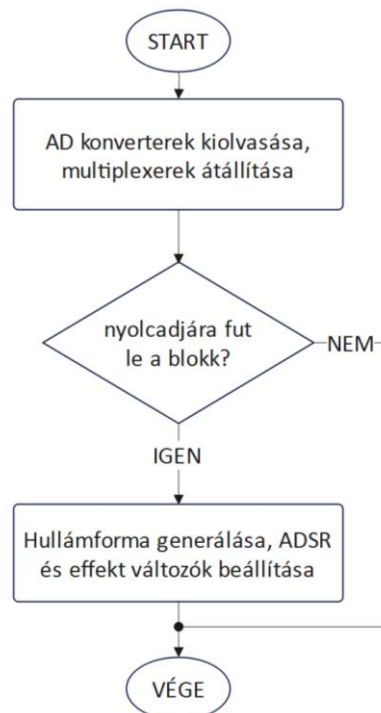 START
AD konverterek kiolvasása,
multiplexerek átállítása
nyolcadjára fut
le a blokk?
NEM
IGEN
Hullámforma generálása, ADSR
és effekt változók beállítása
VÉGE